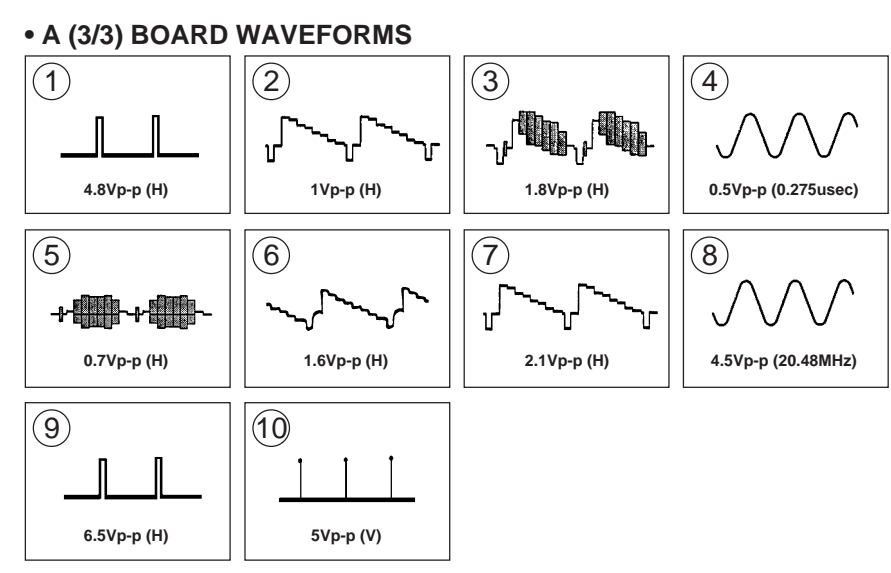 • A (3/3) BOARD WAVEFORMS
1
4.8Vp-p (H)
2
1Vp-p (H)
3
1.8Vp-p (H)
4
0.5Vp-p (0.275usec)
5
0.7Vp-p (H)
6
1.6Vp-p (H)
7
2.1Vp-p (H)
8
4.5Vp-p (20.48MHz)
9
6.5Vp-p (H)
10
5Vp-p (V)